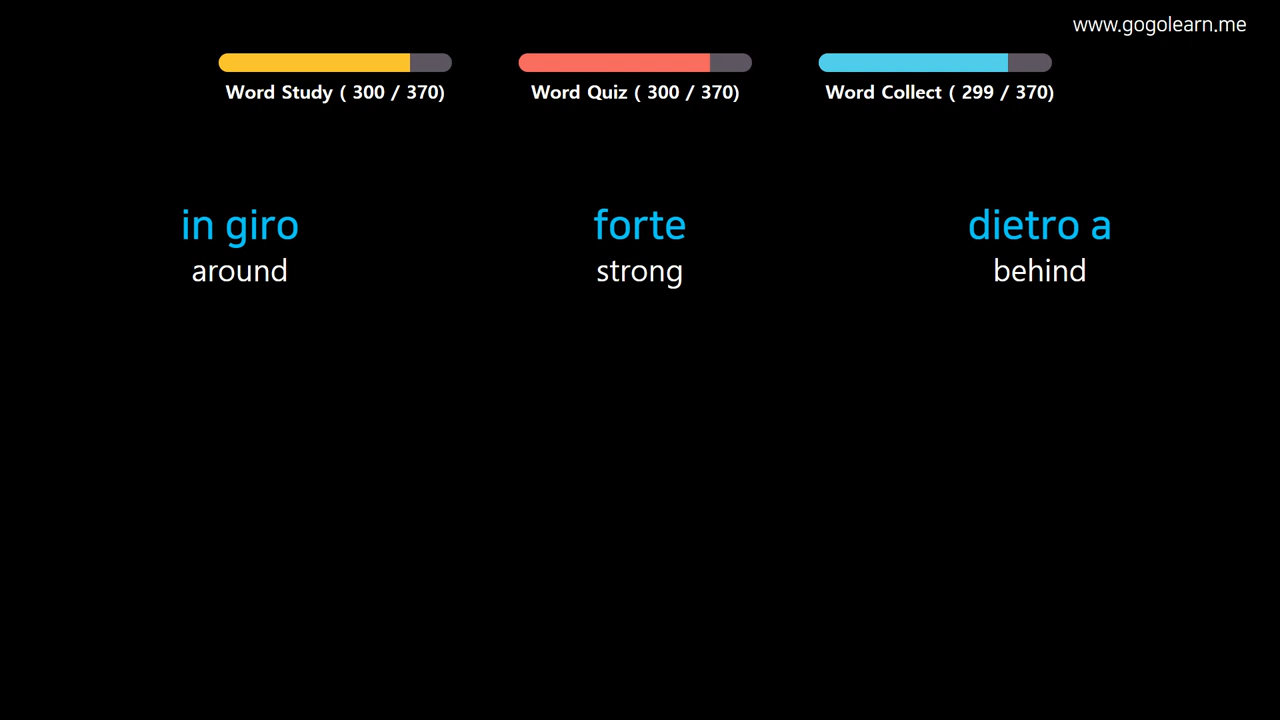 www.gogolearn.me
Word Study ( 300 / 370)
Word Quiz ( 300 / 370)
Word Collect ( 299 / 370)
in giro
around
forte
strong
dietro a
behind